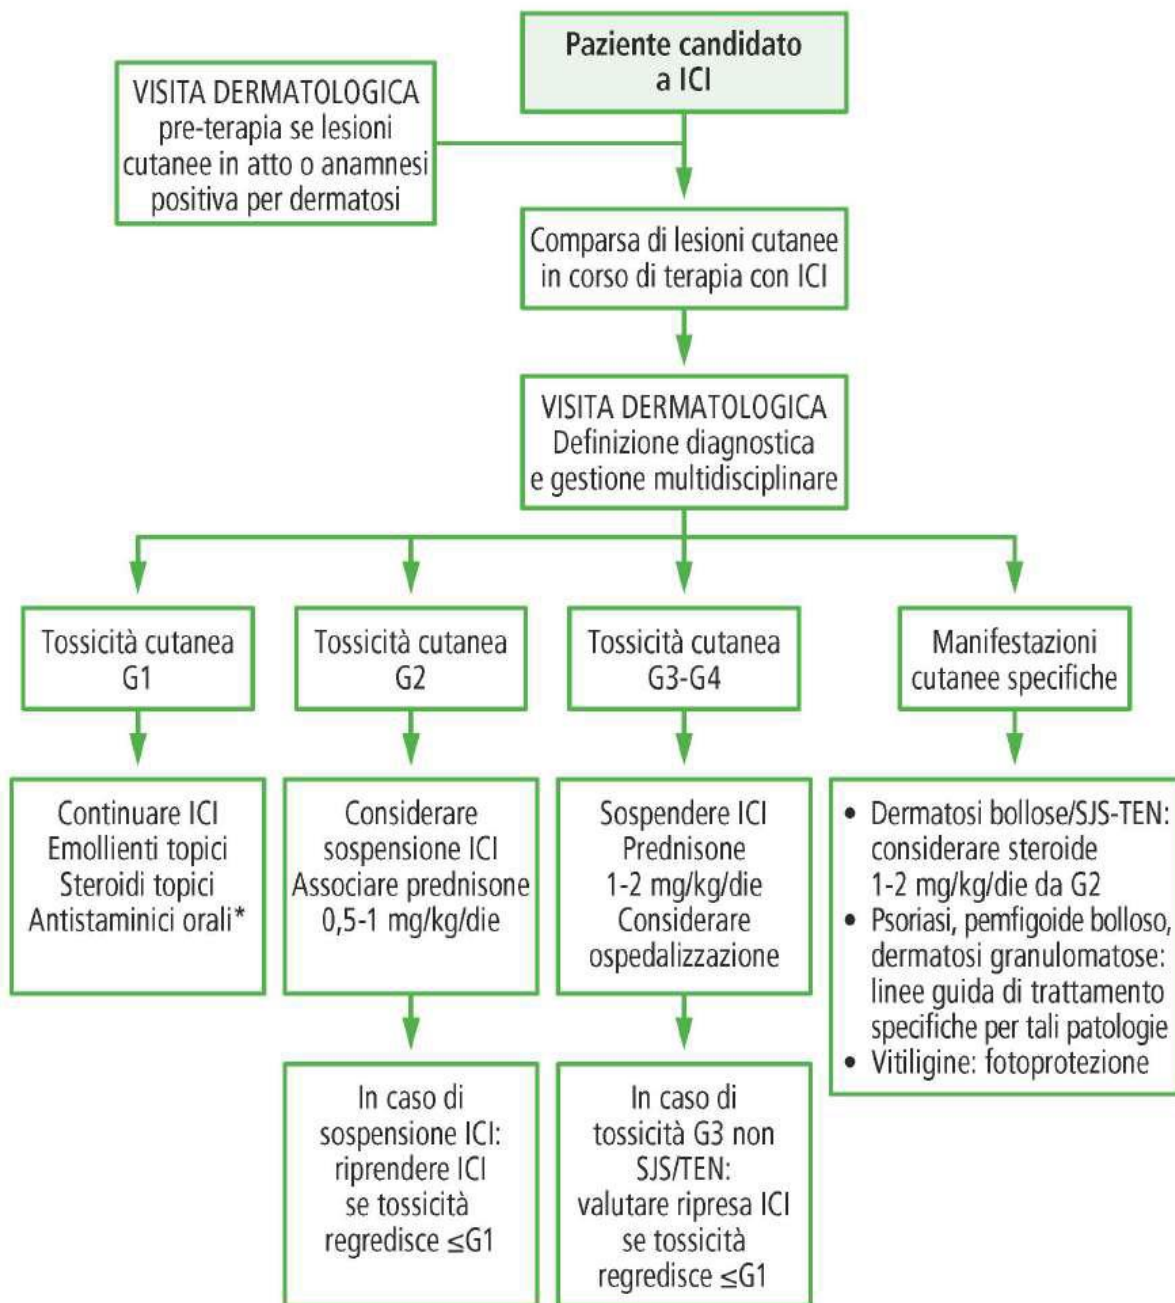 Paziente candidato
a ICI
VISITA DERMATOLOGICA
pre-terapia se lesioni
cutanee in atto o anamnesi
positiva per dermatosi
Comparsa di lesioni cutanee
in corso di terapia con ICI
VISITA DERMATOLOGICA
Definizione diagnostica
e gestione multidisciplinare
Tossicità cutanea
G1
Tossicità cutanea
G2
Tossicità cutanea
G3-G4
Manifestazioni
cutanee specifiche
Continuare ICI
Emollienti topici
Steroidi topici
Antistaminici orali*
Considerare
sospensione ICI
Associare prednisone
0,5-1 mg/kg/die
Sospendere ICI
Prednisone
1-2 mg/kg/die
Considerare
ospedalizzazione
• Dermatosi bollose/SJS-TEN:
considerare steroide
1-2 mg/kg/die da G2
• Psoriasi, pemfigoide bolloso,
dermatosi granulomatose:
linee guida di trattamento
specifiche per tali patologie
• Vitiligine: fotoprotezione
In caso di
sospensione ICI:
riprendere ICI
se tossicità
regredisce ≤G1
In caso di
tossicità G3 non
SJS/TEN:
valutare ripresa ICI
se tossicità
regredisce ≤G1